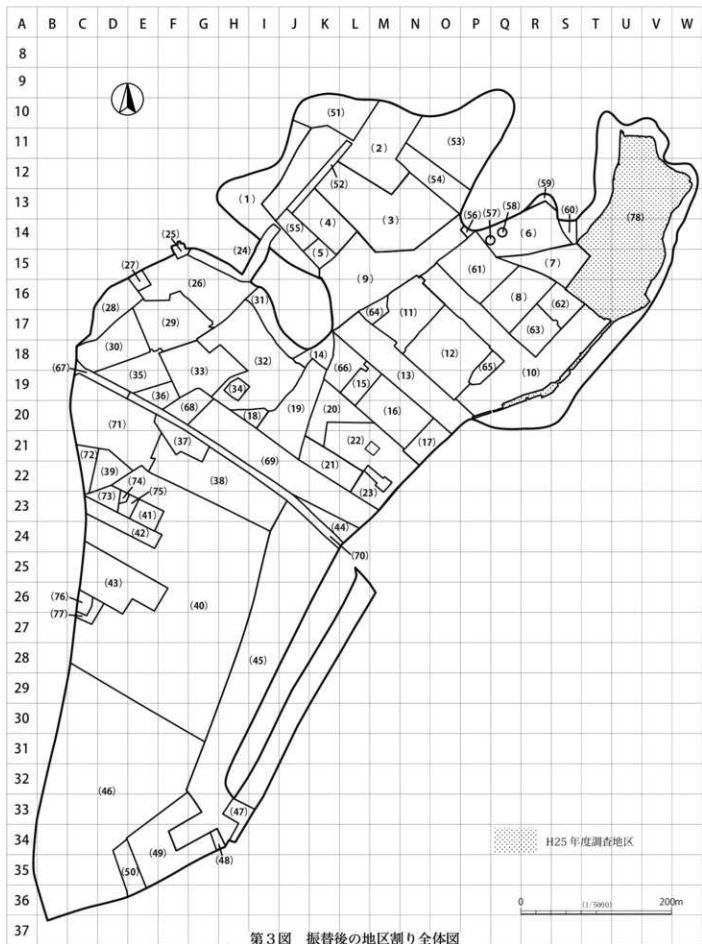 A B C D E F G H I J K L M N O P Q R S T U V W
8
9
10 (51)
11 (2) (53)
12 (52) (54)
13 (1) (4) (3) (56) (57) (58) (59) (60) (78)
14 (25) (24) (55) (5) (6)
15 (27) (26) (9) (61) (7)
16 (28) (31) (8) (62)
17 (29) (64) (11) (63)
18 (30) (33) (32) (14) (66) (12) (10)
19 (67) (35) (34) (19) (15) (13) (65)
20 (36) (68) (18) (20) (16)
21 (71) (37) (69) (22) (17)
22 (72) (39) (74) (38) (21)
23 (73) (75) (41) (23)
24 (42) (44) (70)
25
26 (76) (43) (40)
27 (77)
28 (45)
29
30
31
32 (46)
33 (47)
34 (49) (48) H25年度調査地区
35 (50)
36 0 (1/5000) 200m
37 第3図 振替後の地区割り全体図